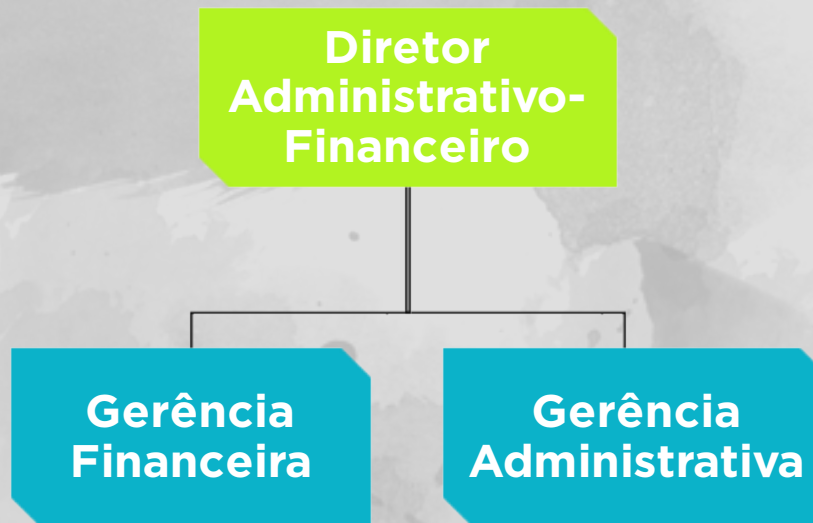 Diretor
Administrativo-
Financeiro
Gerência
Financeira
Gerência
Administrativa